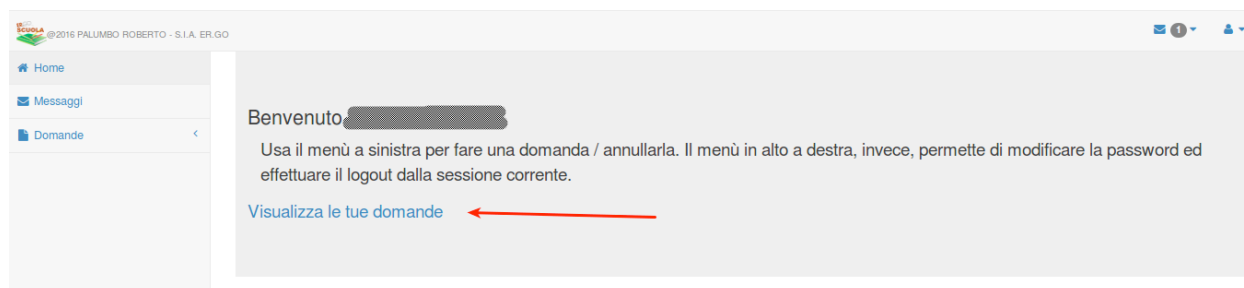 SCUOLA @2016 PALUMBO ROBERTO - S.I.A. ER.GO
1
Home
Messaggi
Domande
Benvenuto
Usa il menù a sinistra per fare una domanda / annullarla. Il menù in alto a destra, invece, permette di modificare la password ed
effettuare il logout dalla sessione corrente.
Visualizza le tue domande